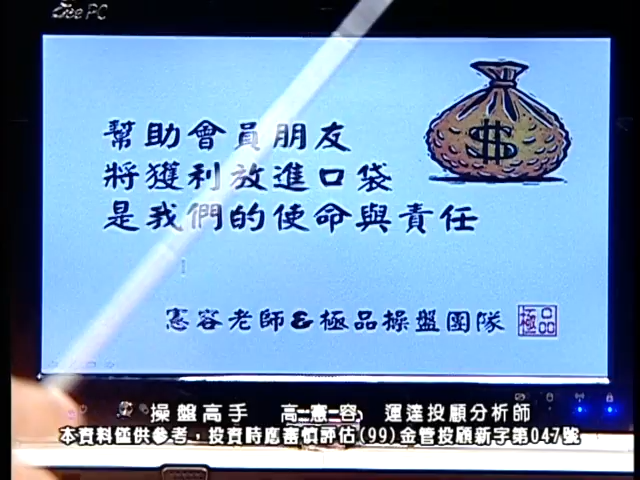 Eee PC
幫助會員朋友
將獲利放進口袋
是我們的使命與責任
憲容老師&極品操盤團隊 極品
操盤高手 高憲容 運達投顧分析師
本資料僅供參考，投資時應審慎評估(99)金管投顧新字第047號